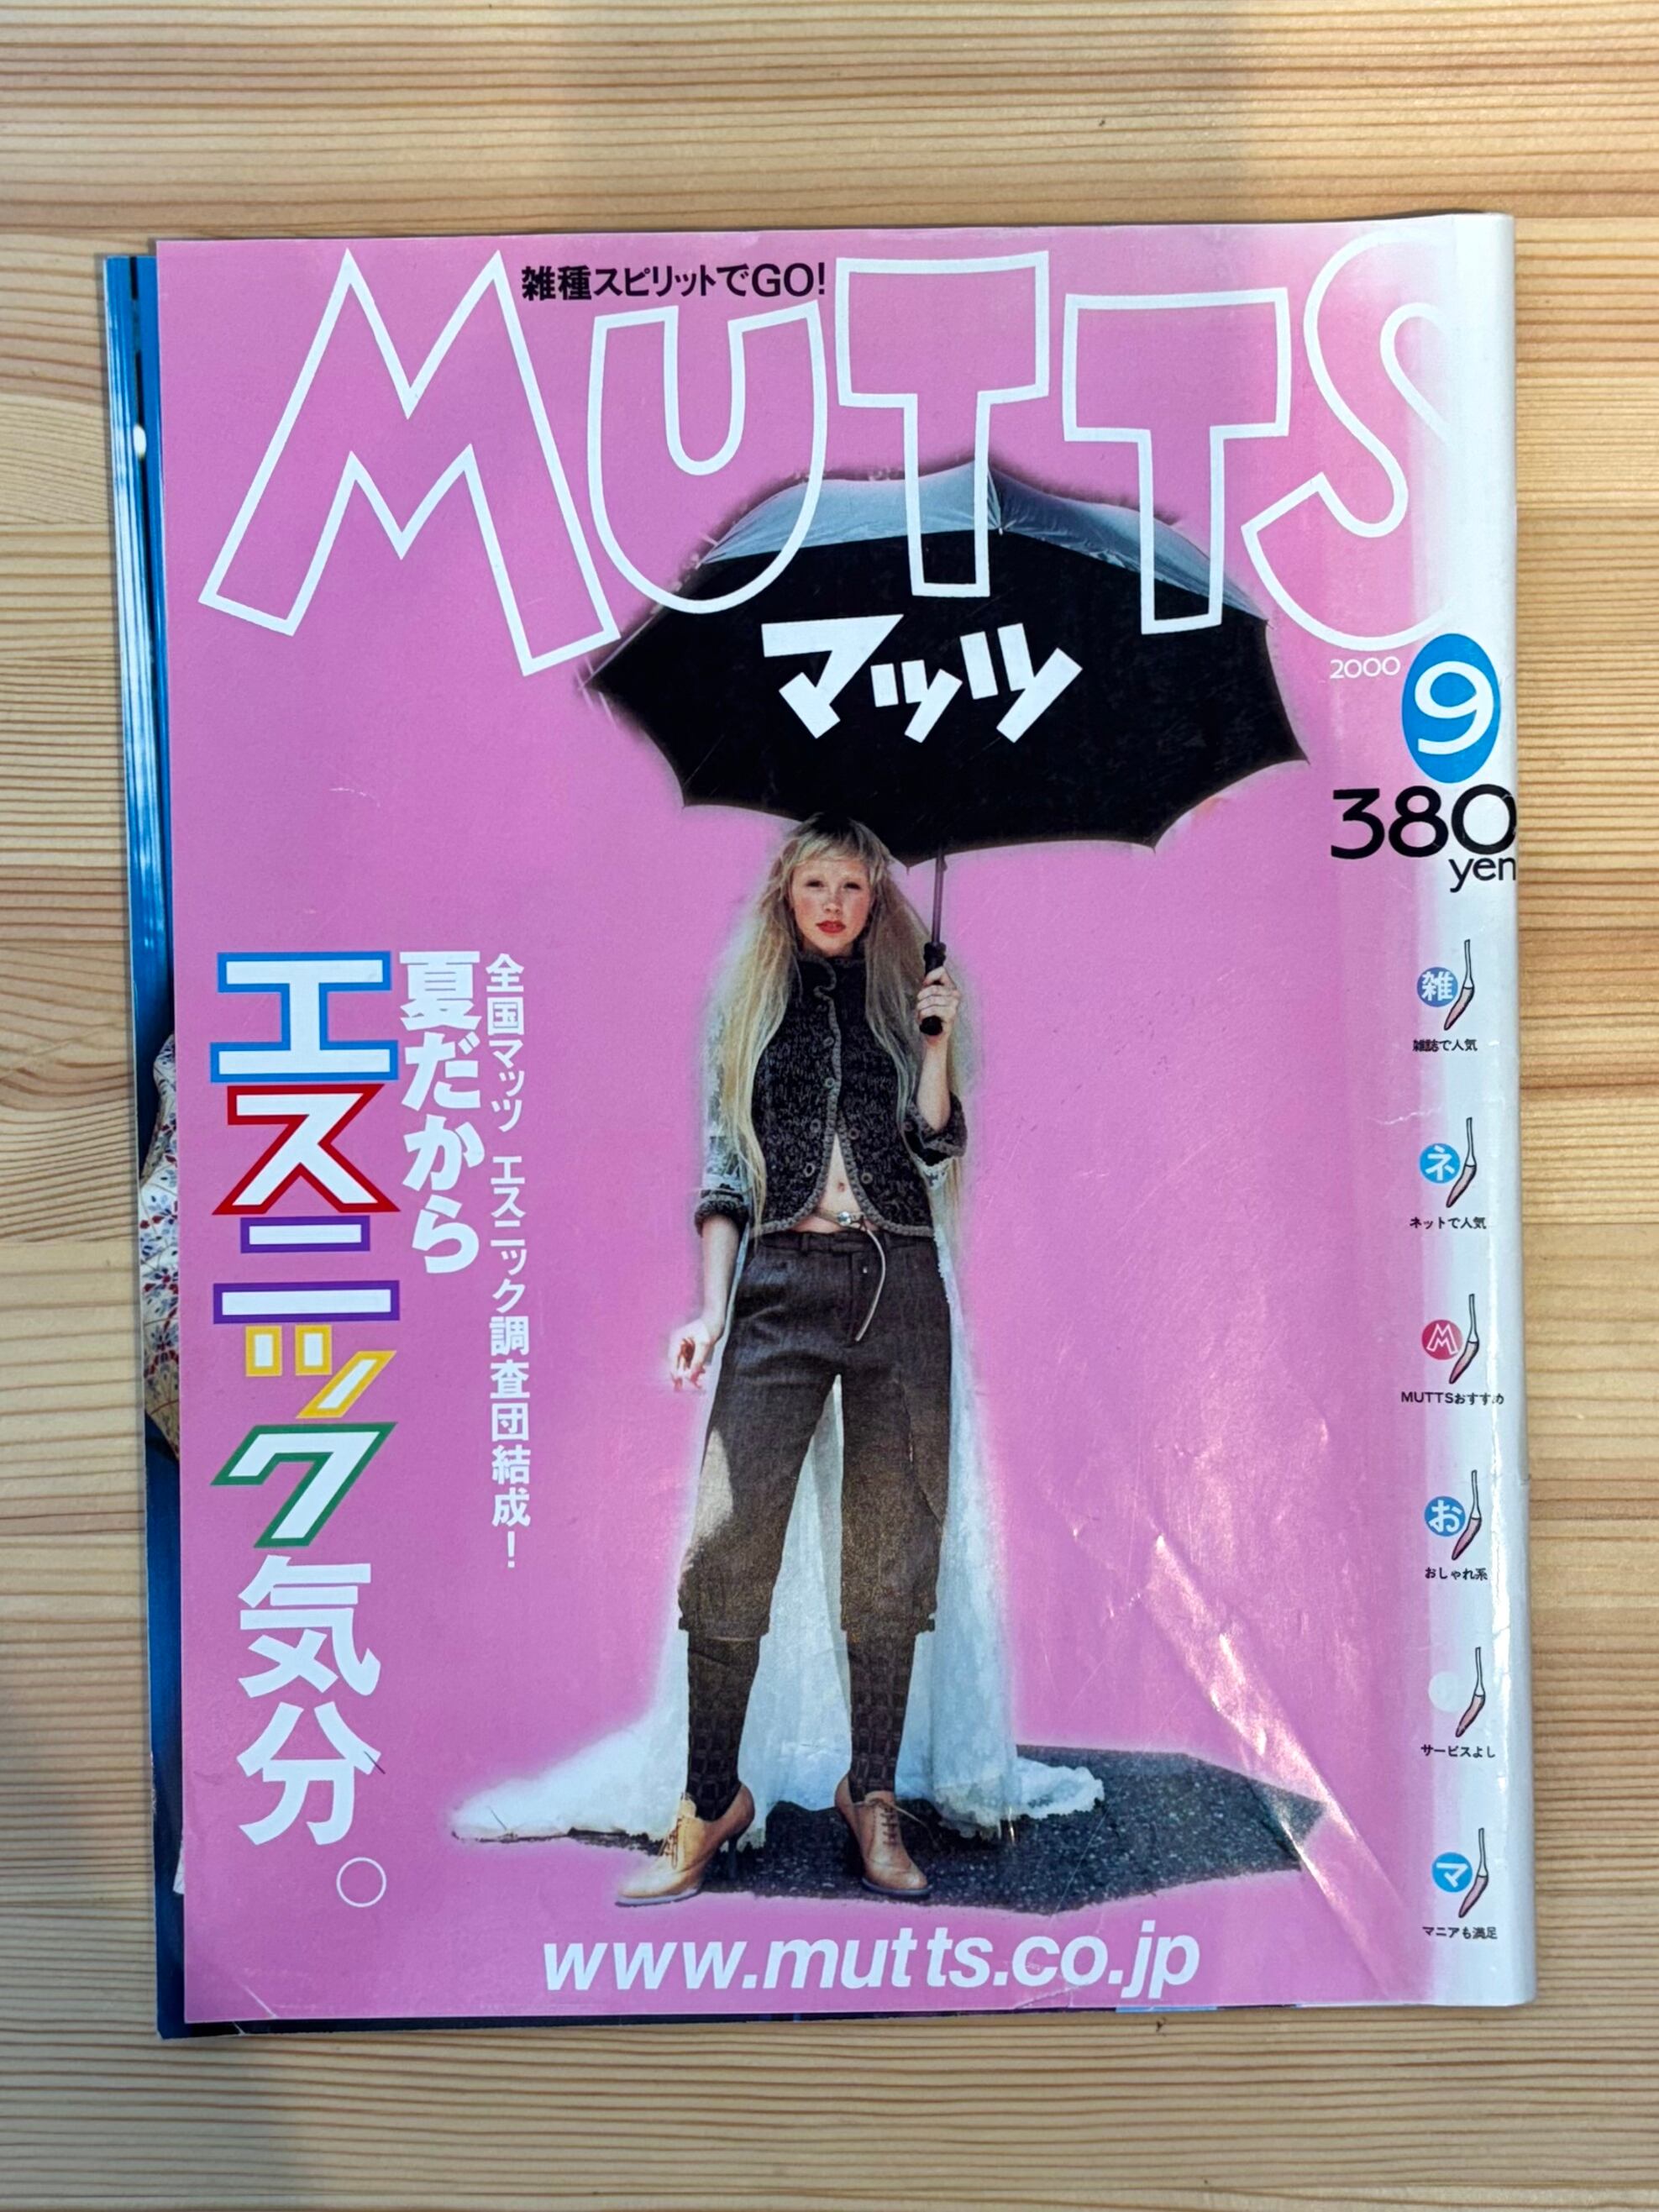 雑種スピリットでGO!
MUTTS
マッツ
2000
9
380
yen
全国マッツ エスニック調査団結成!
夏だから
エスニック気分。
雑
雑誌で人気
ネ
ネットで人気
M
MUTTSおすすめ
お
おしゃれ系
サービスよし
マ
マニアも満足
www.mutts.co.jp